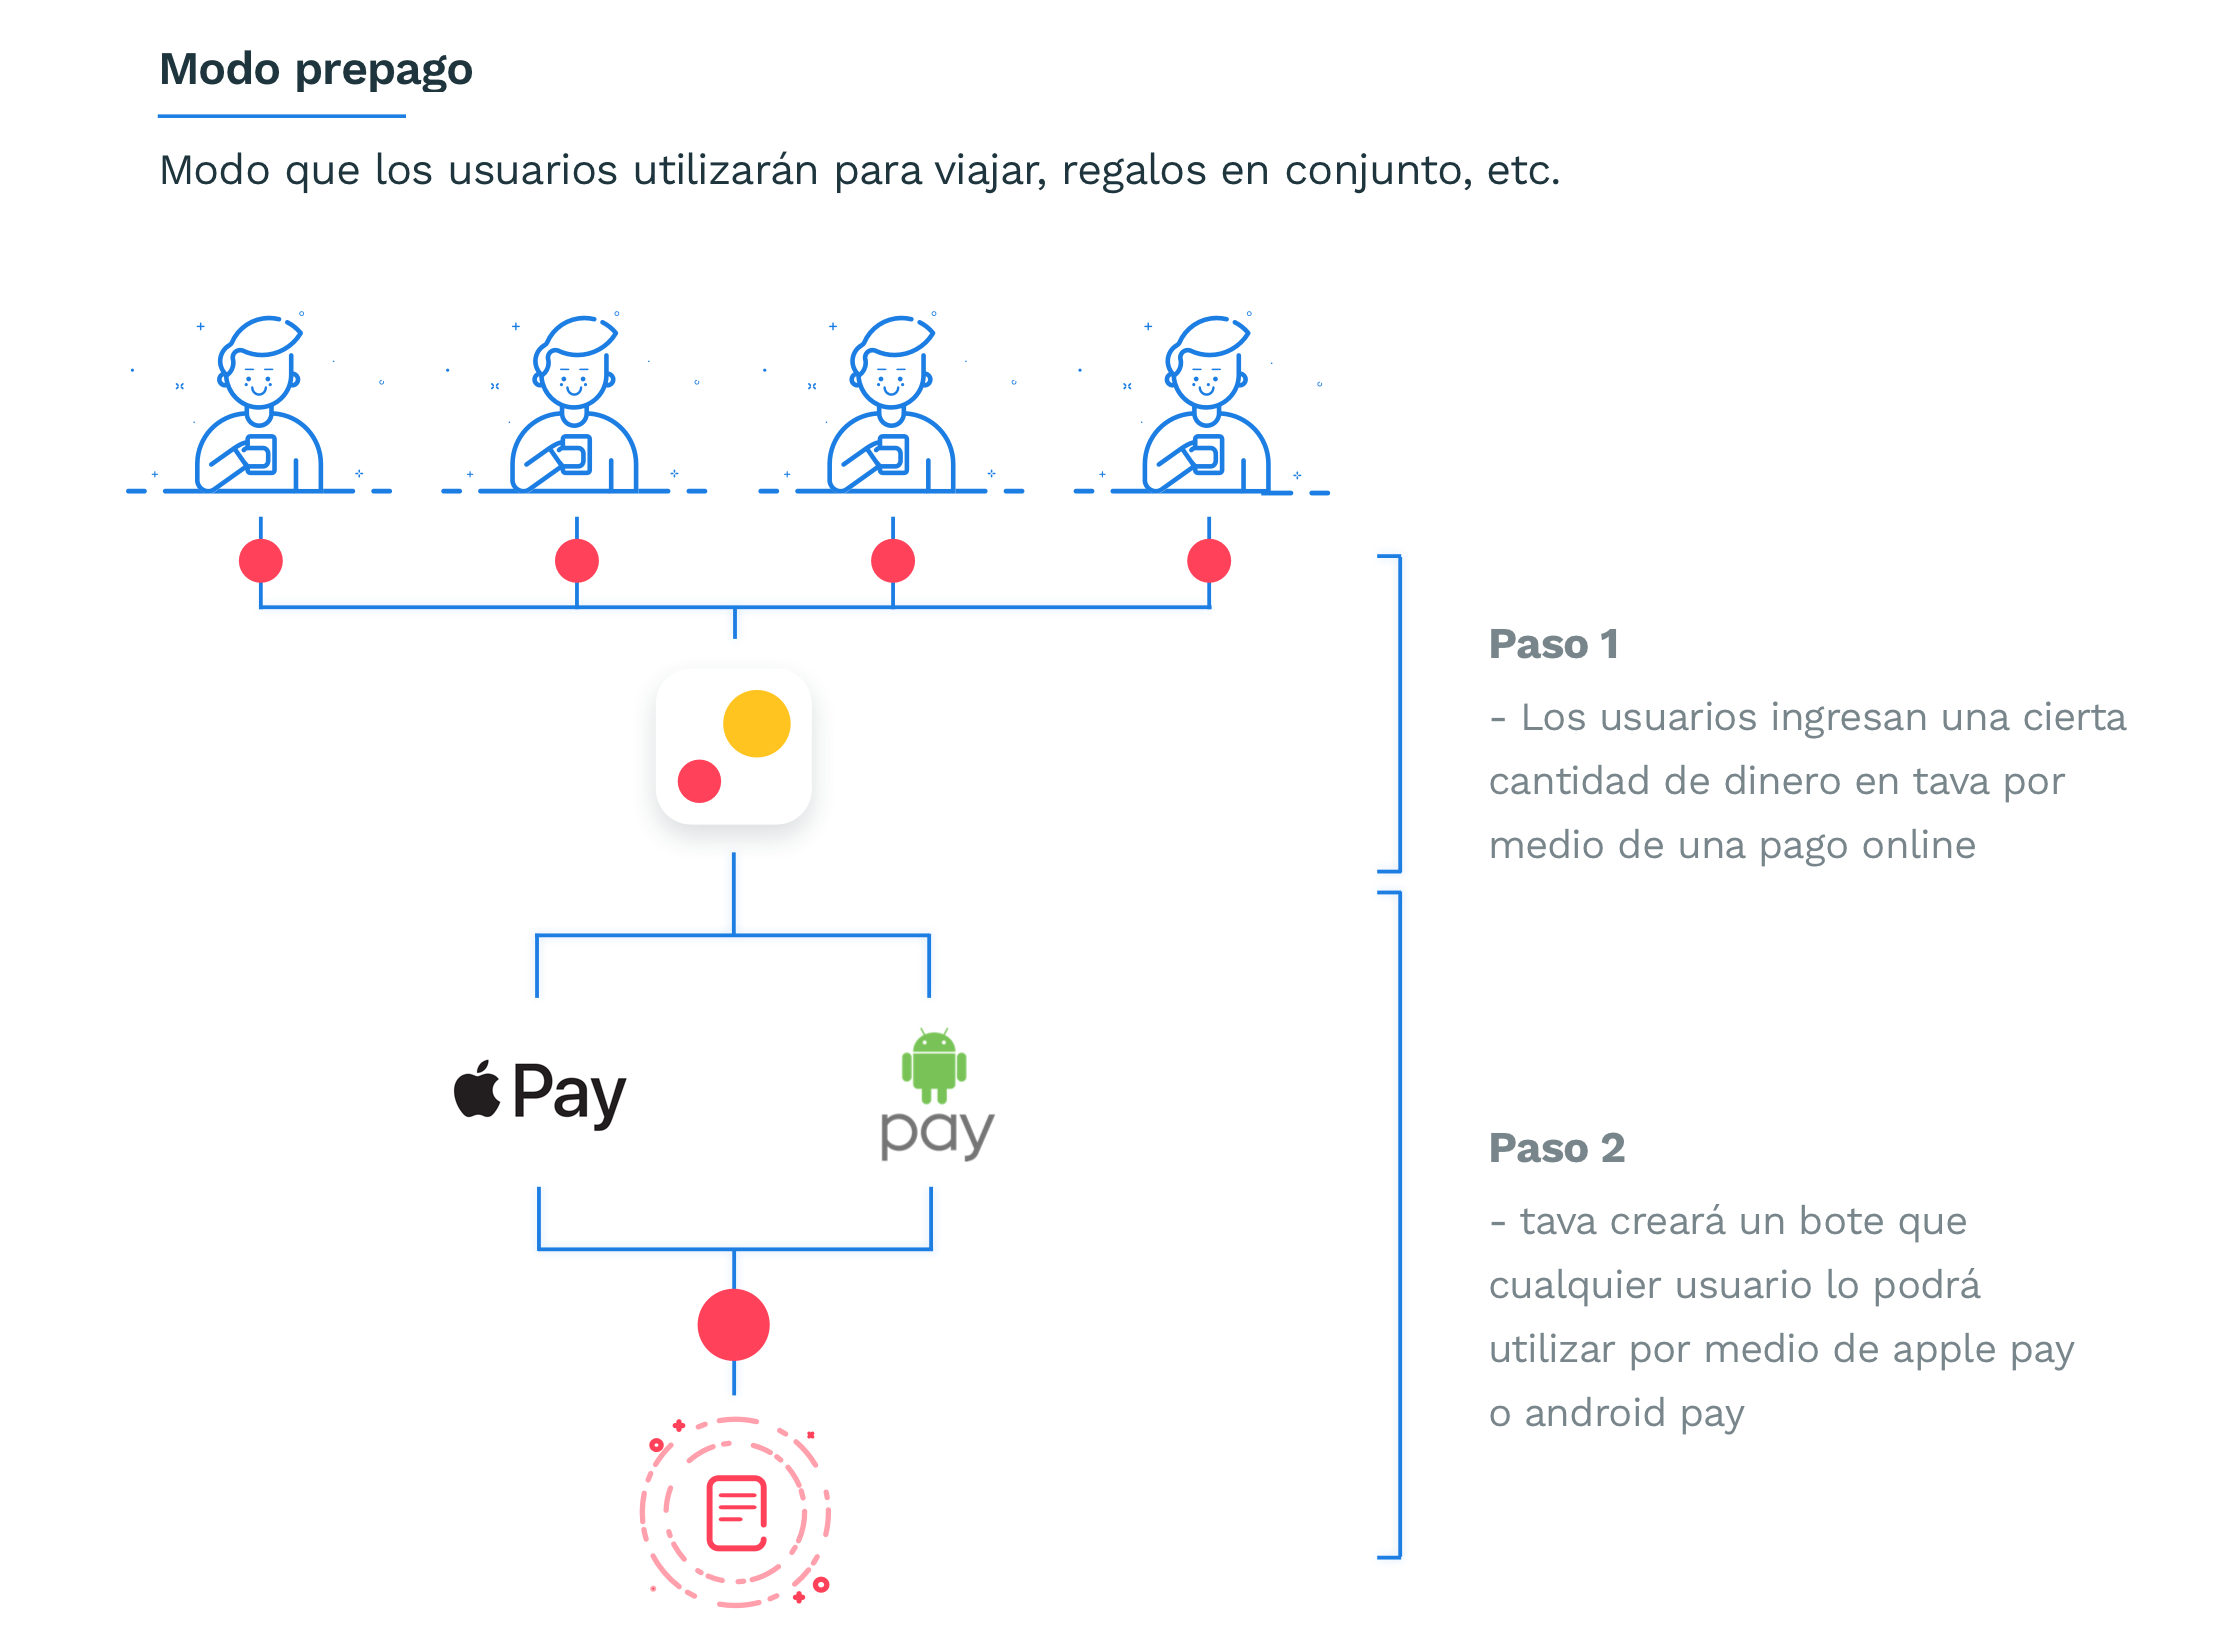 Modo prepago
Modo que los usuarios utilizarán para viajar, regalos en conjunto, etc.
Paso 1
- Los usuarios ingresan una cierta
cantidad de dinero en tava por
medio de una pago online
Pay
pay
Paso 2
- tava creará un bote que
cualquier usuario lo podrá
utilizar por medio de apple pay
o android pay